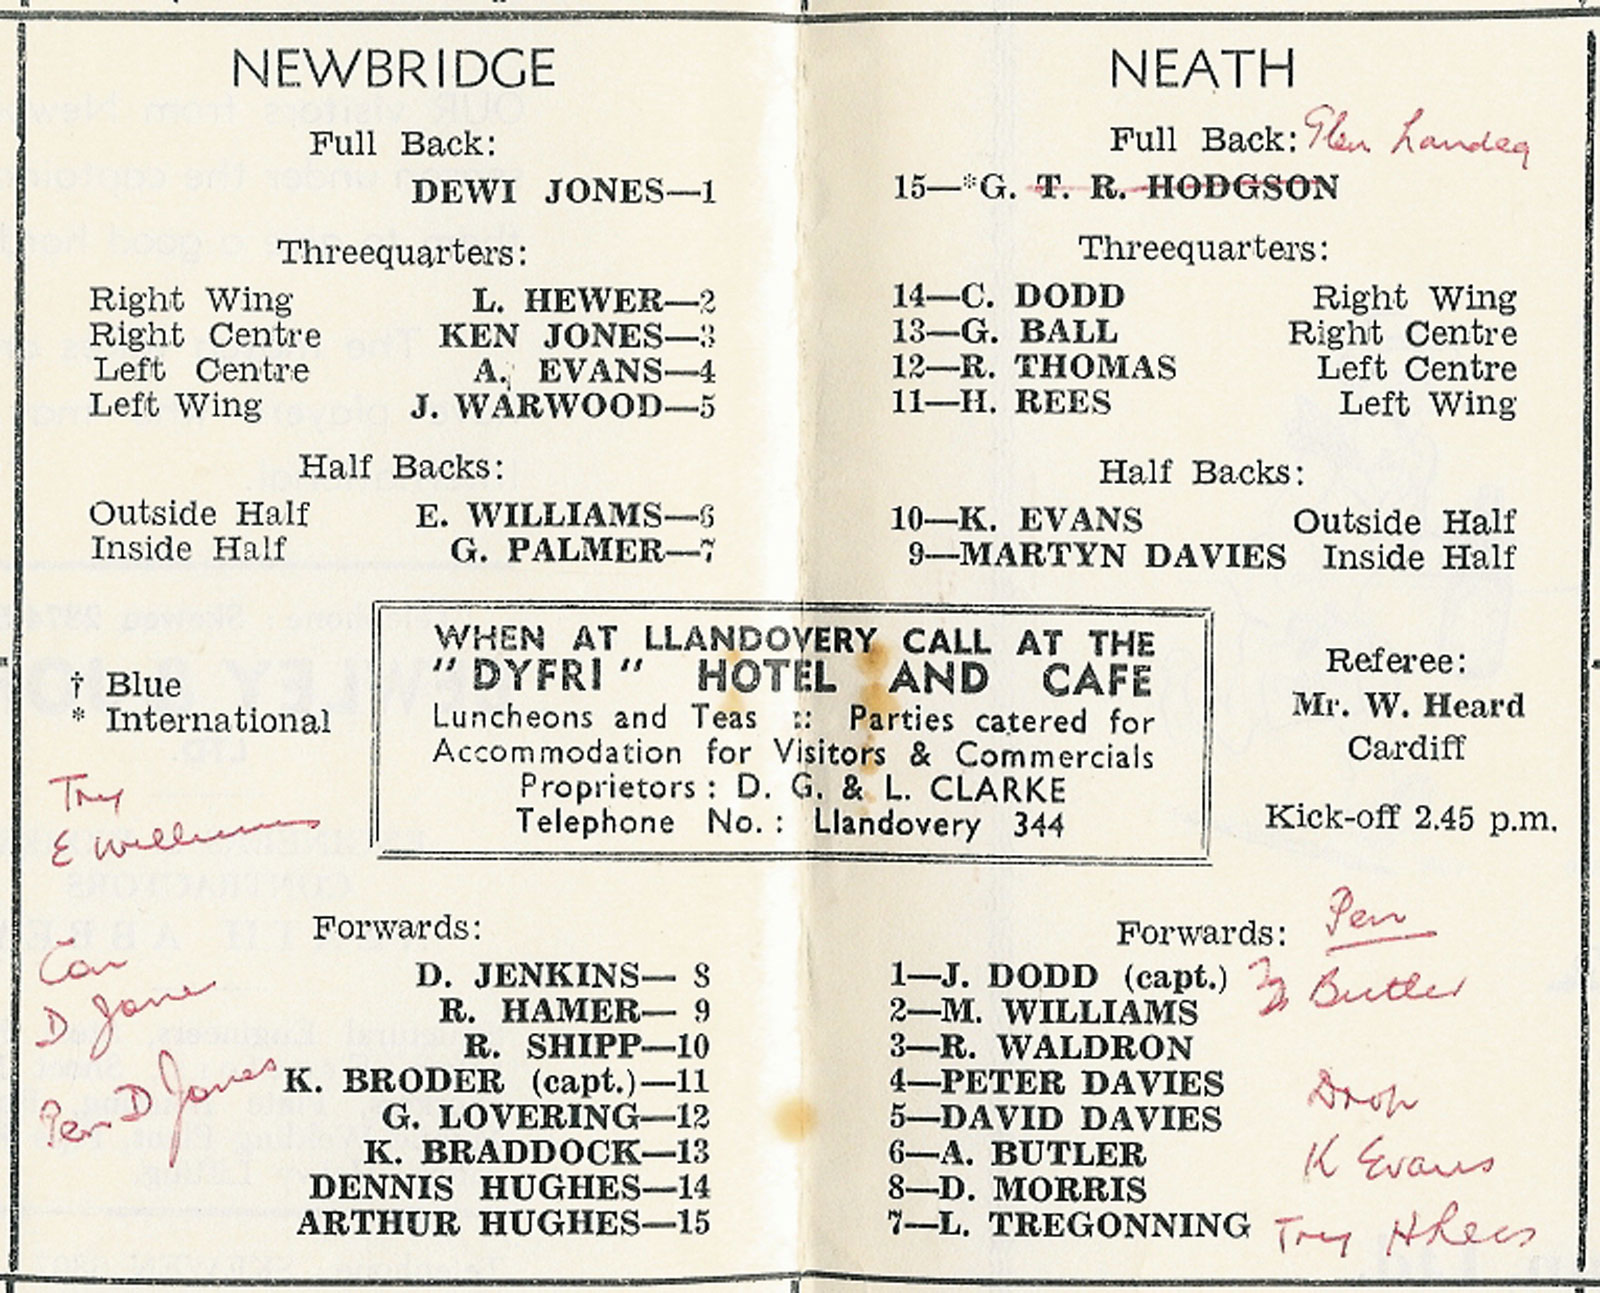 NEWBRIDGE
Full Back:
DEWI JONES—1
Threequarters:
Right Wing L. HEWER—2
Right Centre KEN JONES—3
Left Centre A. EVANS—4
Left Wing J. WARWOOD—5
Half Backs:
Outside Half E. WILLIAMS—6
Inside Half G. PALMER—7
† Blue
* International
Try
E Williams
Con
D Jones
Pen D Jones
Forwards:
D. JENKINS— 8
R. HAMER— 9
R. SHIPP—10
K. BRODER (capt.)—11
G. LOVERING—12
K. BRADDOCK—13
DENNIS HUGHES—14
ARTHUR HUGHES—15
WHEN AT LLANDOVERY CALL AT THE
"DYFRI" HOTEL AND CAFE
Luncheons and Teas :: Parties catered for
Accommodation for Visitors & Commercials
Proprietors: D. G. & L. CLARKE
Telephone No.: Llandovery 344
NEATH
Full Back: Glen Landeg
15—*G. T. R. HODGSON
Threequarters:
14—C. DODD Right Wing
13—G. BALL Right Centre
12—R. THOMAS Left Centre
11—H. REES Left Wing
Half Backs:
10—K. EVANS Outside Half
9—MARTYN DAVIES Inside Half
Referee:
Mr. W. Heard
Cardiff
Kick-off 2.45 p.m.
Forwards: Pen
1—J. DODD (capt.) Butler
2—M. WILLIAMS
3—R. WALDRON
4—PETER DAVIES Drop
5—DAVID DAVIES
6—A. BUTLER K Evans
8—D. MORRIS
7—L. TREGONNING Try H Rees